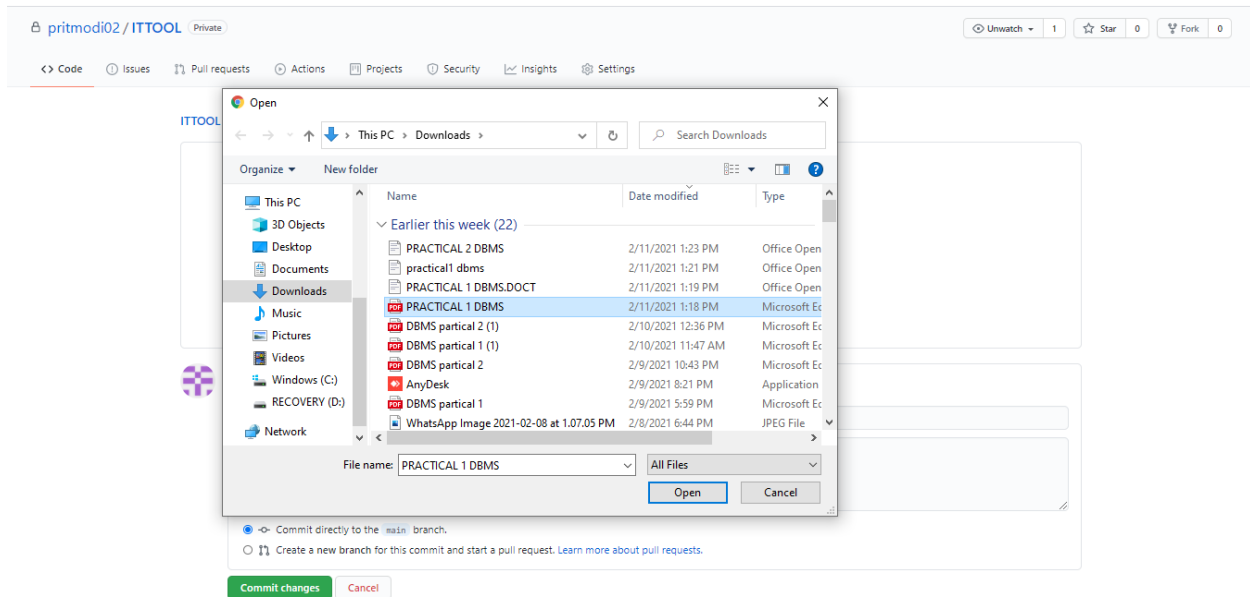 pritmodi02 / ITTOOL Private
Unwatch 1 Star 0 Fork 0
<> Code Issues Pull requests Actions Projects Security Insights Settings
Open
ITTOOL
This PC > Downloads >
Search Downloads
Organize New folder
Name Date modified Type
This PC
3D Objects
Desktop
Documents
Downloads
Music
Pictures
Videos
Windows (C:)
RECOVERY (D:)
Network
Earlier this week (22)
PRACTICAL 2 DBMS 2/11/2021 1:23 PM Office Open
practical1 dbms 2/11/2021 1:21 PM Office Open
PRACTICAL 1 DBMS.DOCT 2/11/2021 1:19 PM Office Open
PDF PRACTICAL 1 DBMS 2/11/2021 1:18 PM Microsoft Ec
PDF DBMS partical 2 (1) 2/10/2021 12:36 PM Microsoft Ec
PDF DBMS partical 1 (1) 2/10/2021 11:47 AM Microsoft Ec
PDF DBMS partical 2 2/9/2021 10:43 PM Microsoft Ec
AnyDesk 2/9/2021 8:21 PM Application
PDF DBMS partical 1 2/9/2021 5:59 PM Microsoft Ec
WhatsApp Image 2021-02-08 at 1.07.05 PM 2/8/2021 6:44 PM JPEG File
File name: PRACTICAL 1 DBMS All Files
Open Cancel
Commit directly to the main branch.
Create a new branch for this commit and start a pull request. Learn more about pull requests.
Commit changes Cancel